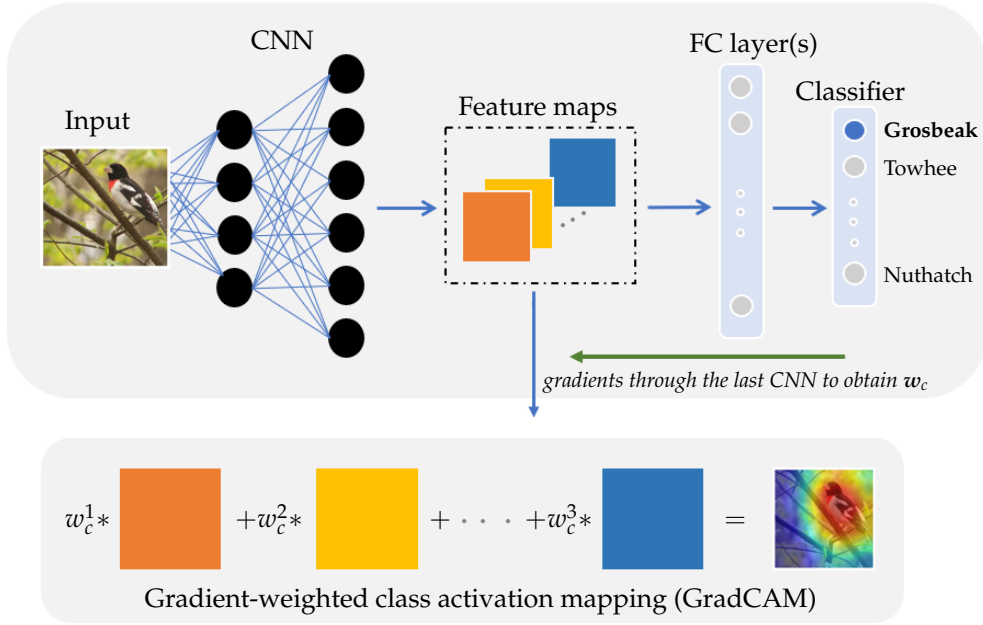 CNN
FC layer(s)
Input
Feature maps
Classifier
Grosbeak
Towhee
Nuthatch
gradients through the last CNN to obtain w_c
w_c^1* +w_c^2* + · · · · +w_c^3* =
Gradient-weighted class activation mapping (GradCAM)